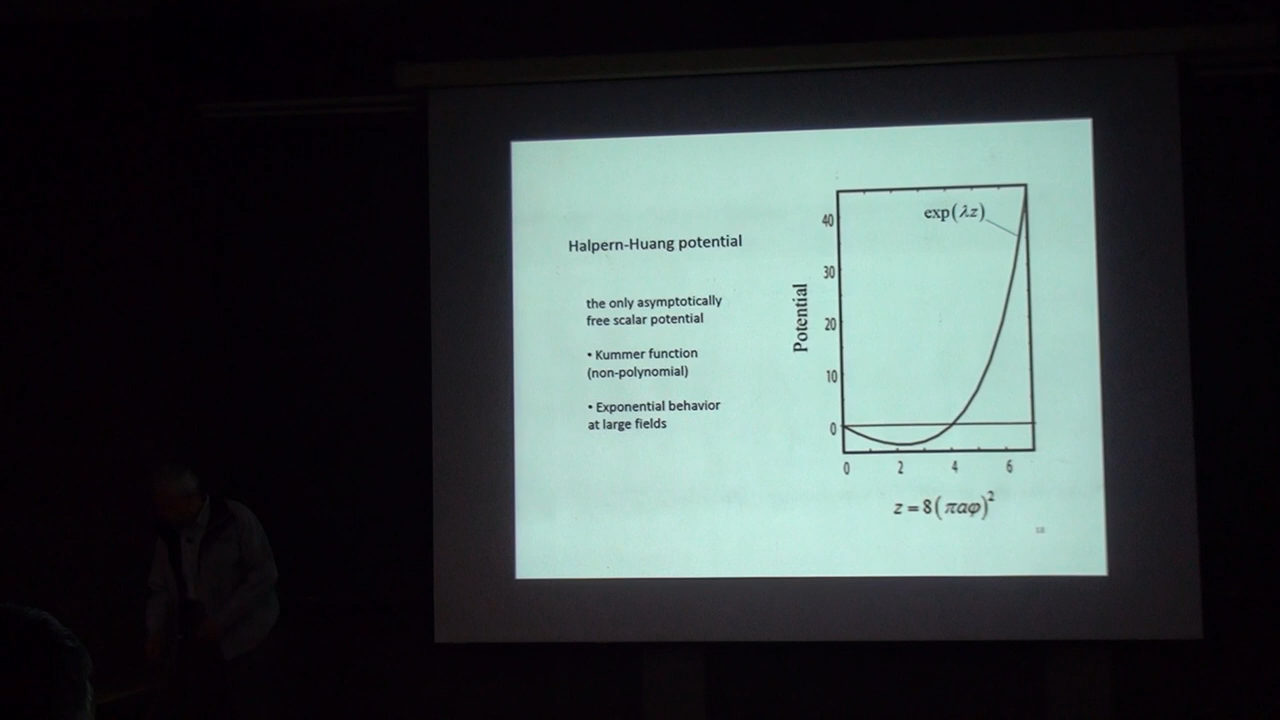 Halpern-Huang potential
the only asymptotically
free scalar potential
• Kummer function
(non-polynomial)
• Exponential behavior
at large fields
exp(λz)
Potential
40
30
20
10
0
0 2 4 6
z = 8(πaφ)²
18